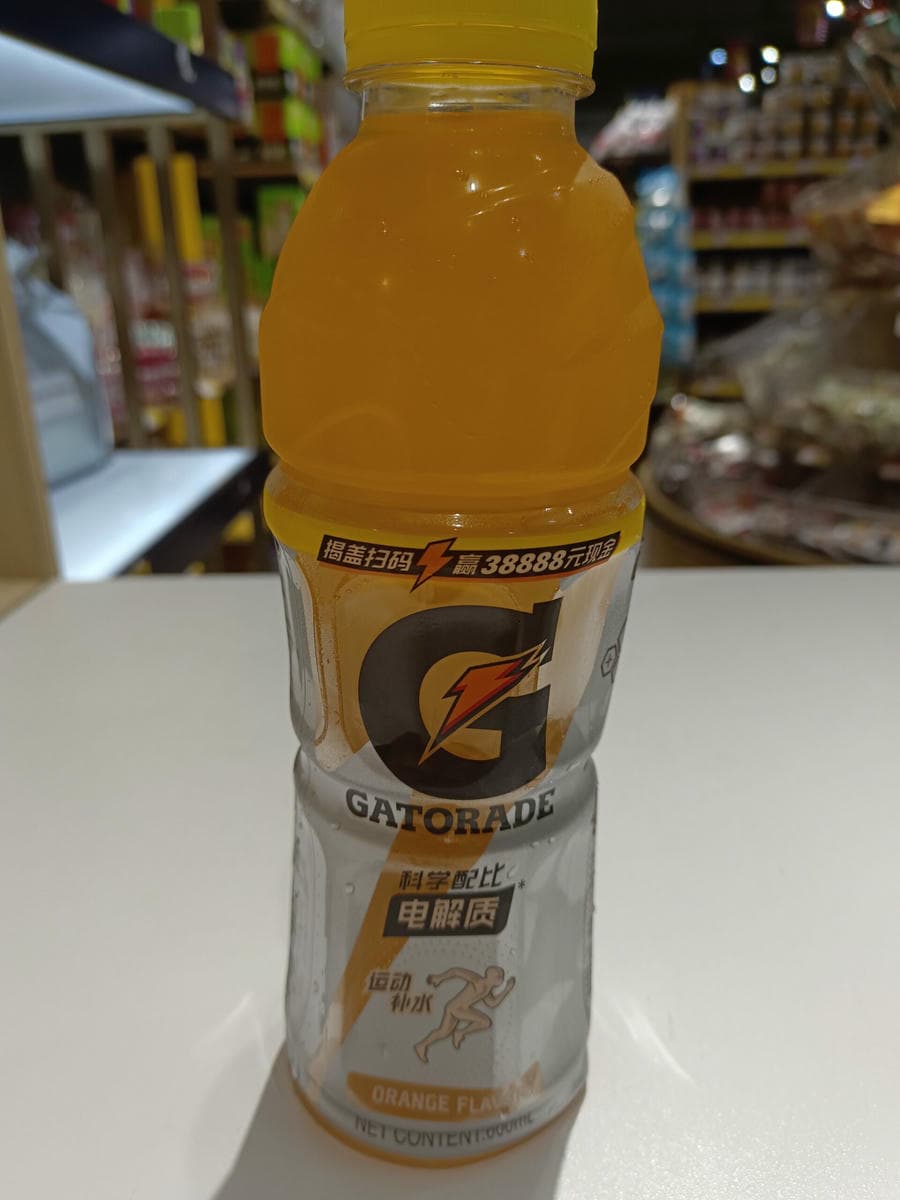 揭盖扫码 赢38888元现金
G
GATORADE
科学配比*
电解质
运动
补水
ORANGE FLAVOR
NET CONTENT:600mL